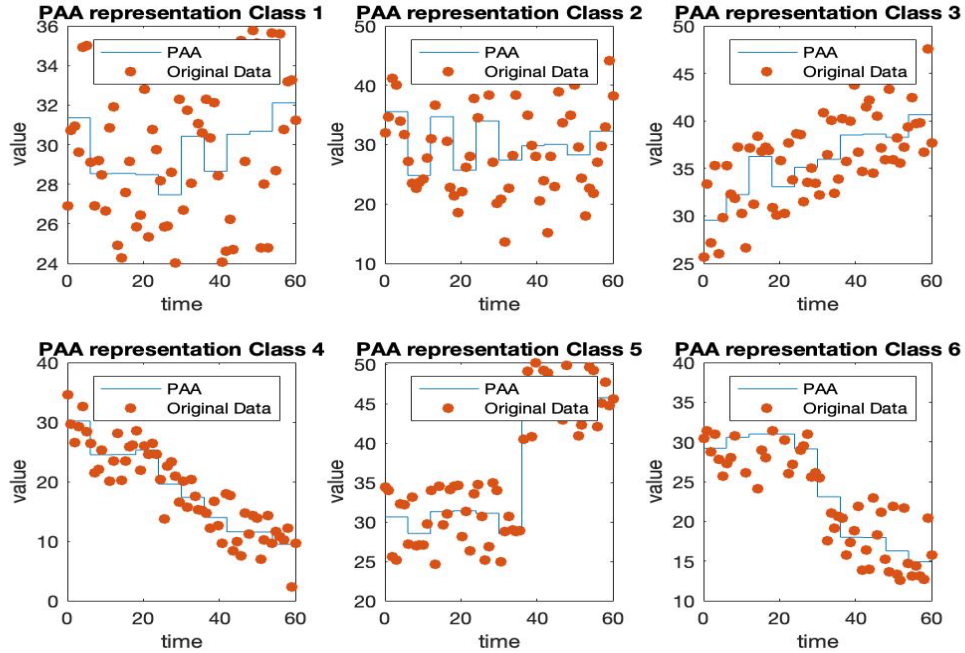 PAA representation Class 1
36
34
32
30
28
26
24
value
0
20
40
60
time
PAA
Original Data
PAA representation Class 2
50
40
30
20
10
value
0
20
40
60
time
PAA
Original Data
PAA representation Class 3
50
45
40
35
30
25
value
0
20
40
60
time
PAA
Original Data
PAA representation Class 4
40
30
20
10
0
value
0
20
40
60
time
PAA
Original Data
PAA representation Class 5
50
45
40
35
30
25
20
value
0
20
40
60
time
PAA
Original Data
PAA representation Class 6
40
35
30
25
20
15
10
value
0
20
40
60
time
PAA
Original Data